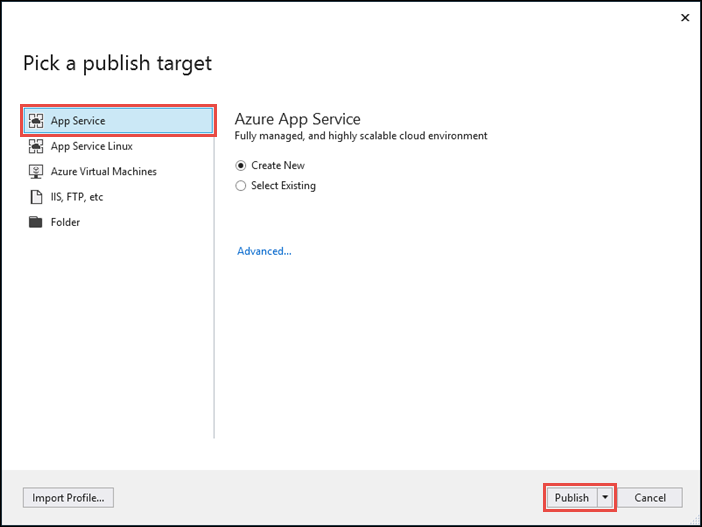 Pick a publish target
App Service
App Service Linux
Azure Virtual Machines
IIS, FTP, etc
Folder
Azure App Service
Fully managed, and highly scalable cloud environment
Create New
Select Existing
Advanced...
Import Profile...
Publish
Cancel